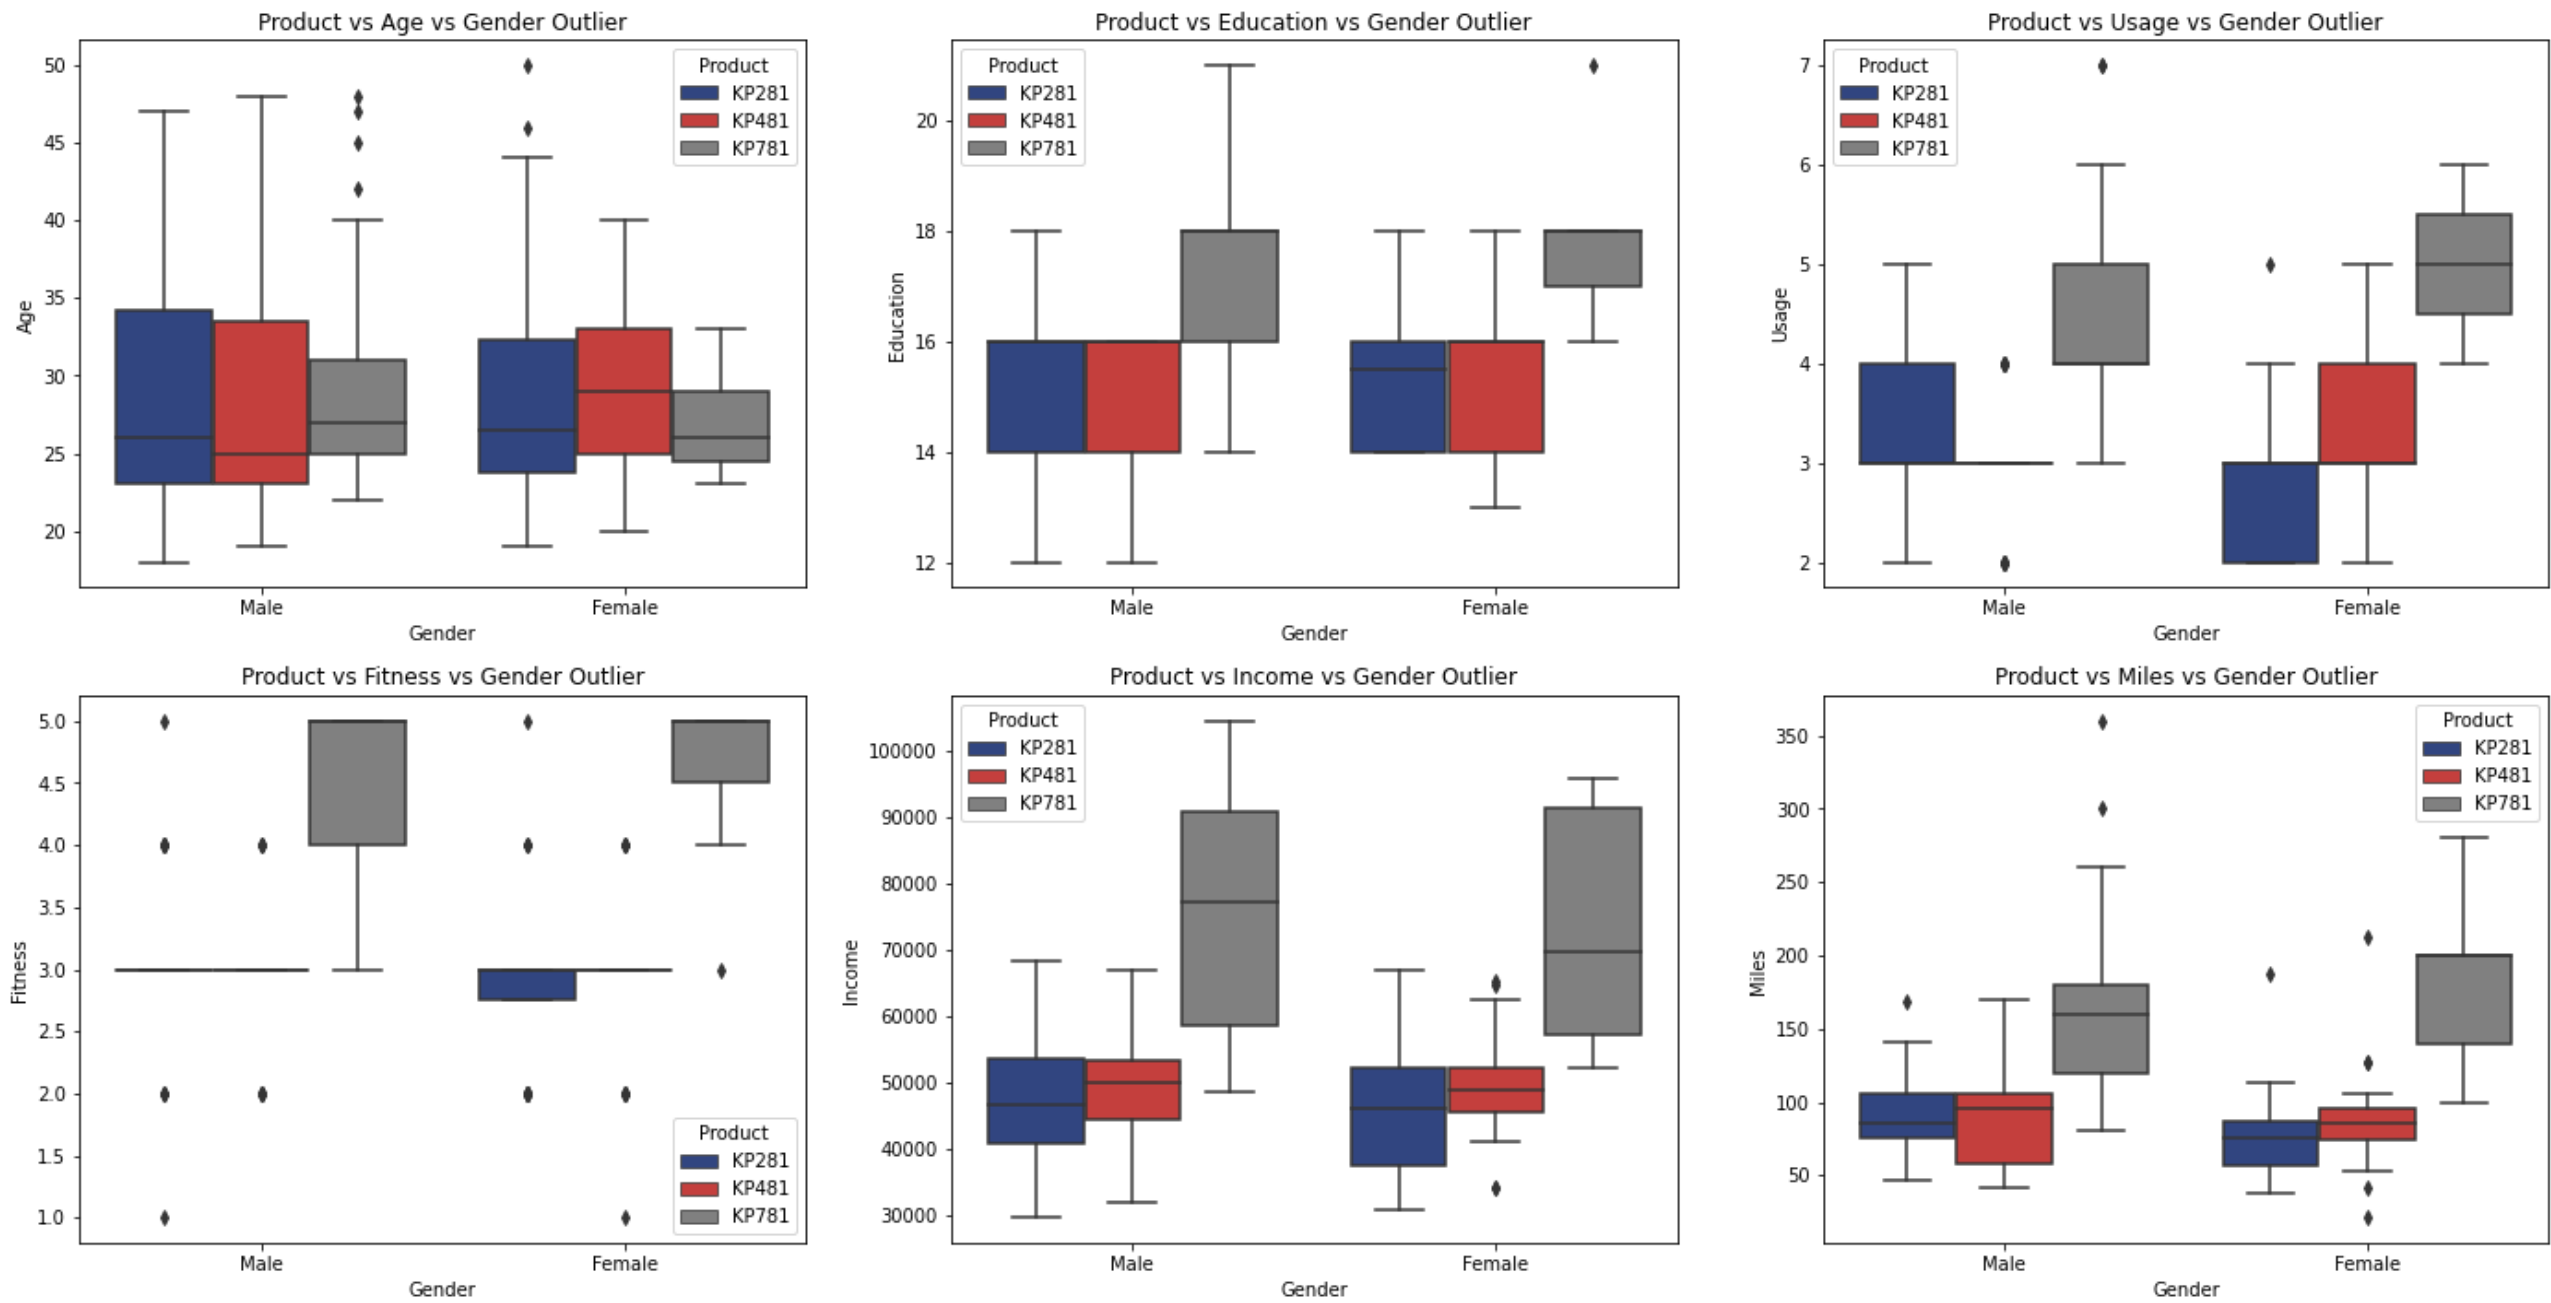 Product vs Age vs Gender Outlier
50
45
40
35
30
25
20
Age
Product
KP281
KP481
KP781
Male
Female
Gender
Product vs Education vs Gender Outlier
20
18
16
14
12
Education
Product
KP281
KP481
KP781
Male
Female
Gender
Product vs Usage vs Gender Outlier
7
6
5
4
3
2
Usage
Product
KP281
KP481
KP781
Male
Female
Gender
Product vs Fitness vs Gender Outlier
5.0
4.5
4.0
3.5
3.0
2.5
2.0
1.5
1.0
Fitness
Product
KP281
KP481
KP781
Male
Female
Gender
Product vs Income vs Gender Outlier
100000
90000
80000
70000
60000
50000
40000
30000
Income
Product
KP281
KP481
KP781
Male
Female
Gender
Product vs Miles vs Gender Outlier
350
300
250
200
150
100
50
Miles
Product
KP281
KP481
KP781
Male
Female
Gender